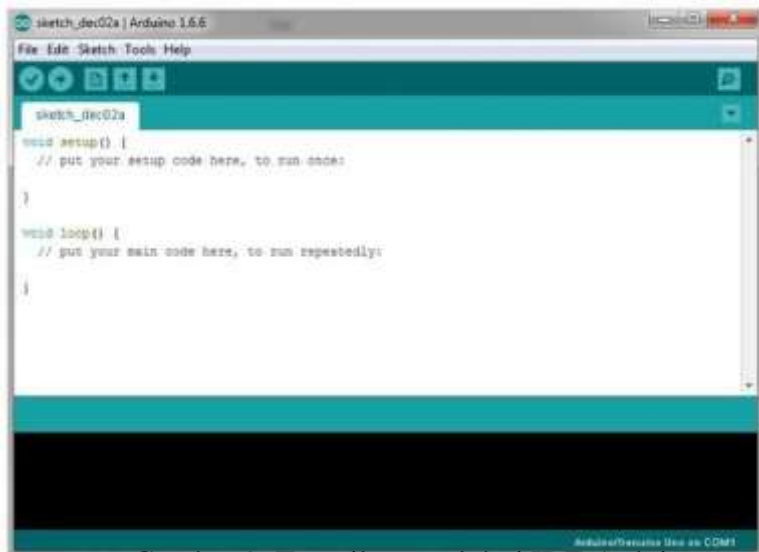 sketch_dec02a | Arduino 1.6.6
File Edit Sketch Tools Help
sketch_dec02a
void setup() {
// put your setup code here, to run once:
}
void loop() {
// put your main code here, to run repeatedly:
}
Arduino/Genuino Uno on COM1